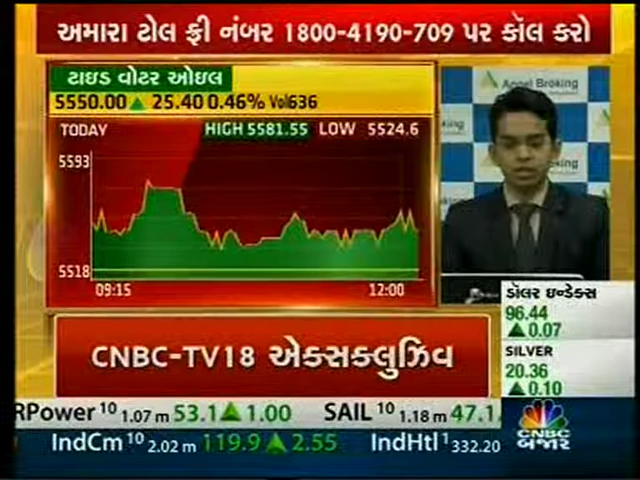 અમારા ટોલ ફ્રી નંબર 1800-4190-709 પર કૉલ કરો
ટાઇડ વોટર ઓઇલ
5550.00 ▲ 25.40 0.46% Vol636
TODAY HIGH 5581.55 LOW 5524.6
5593
5518
09:15 12:00
Angel Broking
king
king
ડૉલર ઇન્ડેક્સ
96.44
▲0.07
SILVER
20.36
▲0.10
CNBC-TV18 એક્સક્લુઝિવ
RPower 10 1.07 m 53.1▲1.00 SAIL 10 1.18 m 47.1
IndCm 10 2.02 m 119.9▲2.55 IndHtl 1 332.20
CNBC
બજાર